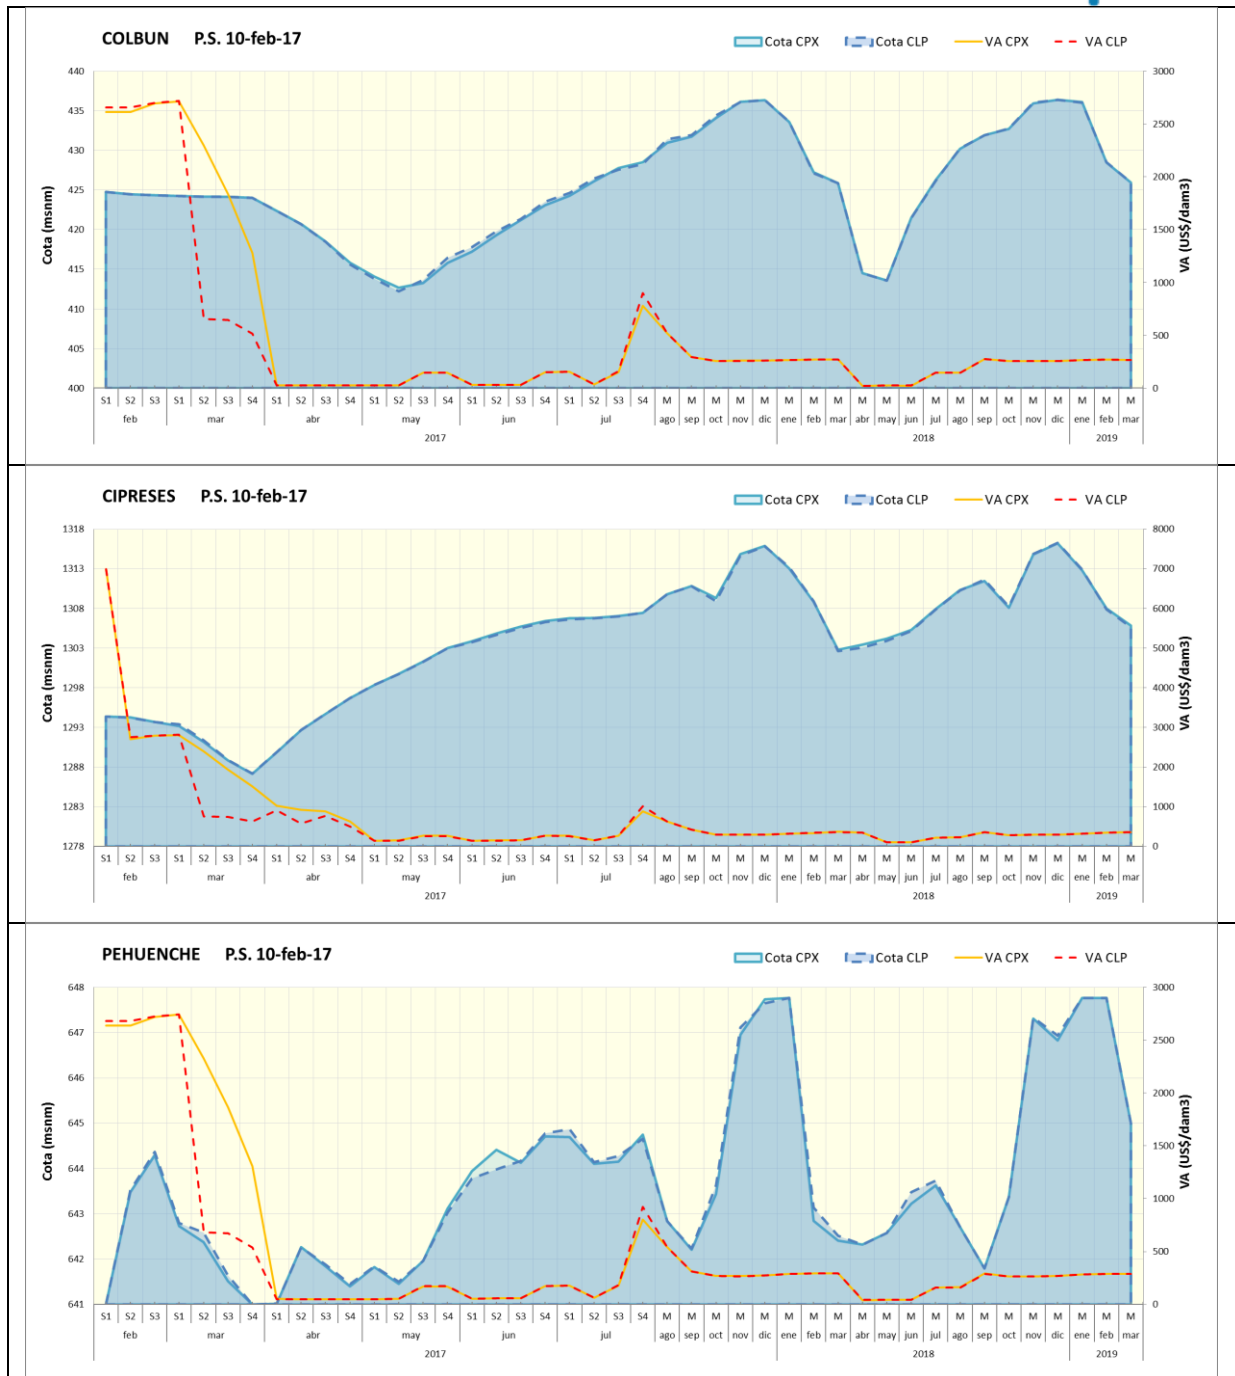 COLBUN P.S. 10-feb-17
Cota CPX Cota CLP VA CPX VA CLP
440 435 430 425 420 415 410 405 400
Cota (msnm)
3000 2500 2000 1500 1000 500 0
VA (US$/dam3)
S1 S2 S3 S1 S2 S3 S4 S1 S2 S3 S4 S1 S2 S3 S4 S1 S2 S3 S4 S1 S2 S3 S4 M M M M M M M M M M M M M M M M M M M M
feb mar abr may jun jul ago sep oct nov dic ene feb mar abr may jun jul ago sep oct nov dic ene feb mar
2017 2018 2019
CIPRESES P.S. 10-feb-17
Cota CPX Cota CLP VA CPX VA CLP
1318 1313 1308 1303 1298 1293 1288 1283 1278
Cota (msnm)
8000 7000 6000 5000 4000 3000 2000 1000 0
VA (US$/dam3)
S1 S2 S3 S1 S2 S3 S4 S1 S2 S3 S4 S1 S2 S3 S4 S1 S2 S3 S4 S1 S2 S3 S4 M M M M M M M M M M M M M M M M M M M M
feb mar abr may jun jul ago sep oct nov dic ene feb mar abr may jun jul ago sep oct nov dic ene feb mar
2017 2018 2019
PEHUENCHE P.S. 10-feb-17
Cota CPX Cota CLP VA CPX VA CLP
648 647 646 645 644 643 642 641
Cota (msnm)
3000 2500 2000 1500 1000 500 0
VA (US$/dam3)
S1 S2 S3 S1 S2 S3 S4 S1 S2 S3 S4 S1 S2 S3 S4 S1 S2 S3 S4 S1 S2 S3 S4 M M M M M M M M M M M M M M M M M M M M
feb mar abr may jun jul ago sep oct nov dic ene feb mar abr may jun jul ago sep oct nov dic ene feb mar
2017 2018 2019